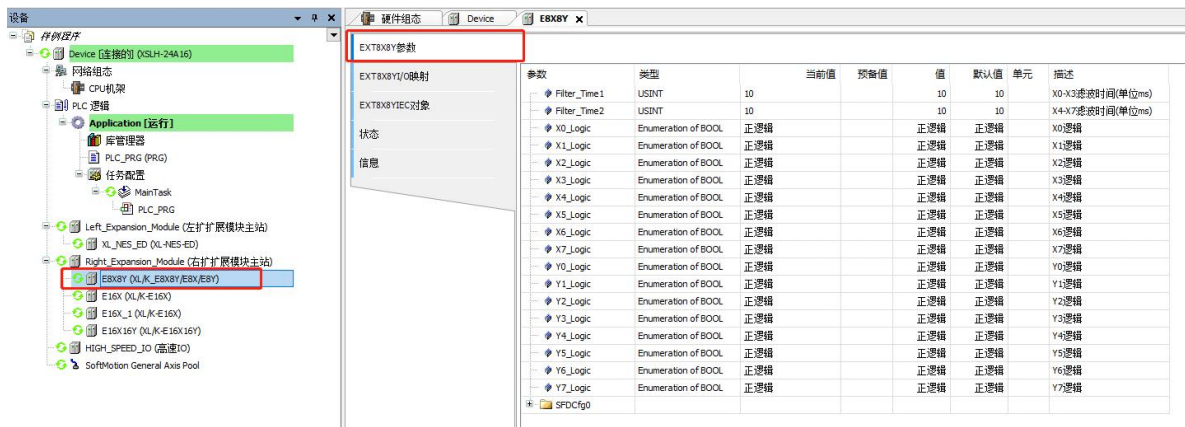 设备
样例程序
Device [连接的] (XSLH-24A16)
网络组态
CPU机架
PLC 逻辑
Application [运行]
库管理器
PLC_PRG (PRG)
任务配置
MainTask
PLC_PRG
Left_Expansion_Module (左扩扩展模块主站)
XL_NES_ED (XL-NES-ED)
Right_Expansion_Module (右扩扩展模块主站)
E8X8Y (XL/K_E8X8Y/E8X/E8Y)
E16X (XL/K-E16X)
E16X_1 (XL/K-E16X)
E16X16Y (XL/K-E16X16Y)
HIGH_SPEED_IO (高速IO)
SoftMotion General Axis Pool
硬件组态 Device E8X8Y
EXT8X8Y参数
EXT8X8YI/O映射
EXT8X8YIEC对象
状态
信息
参数 类型 当前值 预备值 值 默认值 单元 描述
Filter_Time1 USINT 10 10 10 X0-X3滤波时间(单位ms)
Filter_Time2 USINT 10 10 10 X4-X7滤波时间(单位ms)
X0_Logic Enumeration of BOOL 正逻辑 正逻辑 正逻辑 X0逻辑
X1_Logic Enumeration of BOOL 正逻辑 正逻辑 正逻辑 X1逻辑
X2_Logic Enumeration of BOOL 正逻辑 正逻辑 正逻辑 X2逻辑
X3_Logic Enumeration of BOOL 正逻辑 正逻辑 正逻辑 X3逻辑
X4_Logic Enumeration of BOOL 正逻辑 正逻辑 正逻辑 X4逻辑
X5_Logic Enumeration of BOOL 正逻辑 正逻辑 正逻辑 X5逻辑
X6_Logic Enumeration of BOOL 正逻辑 正逻辑 正逻辑 X6逻辑
X7_Logic Enumeration of BOOL 正逻辑 正逻辑 正逻辑 X7逻辑
Y0_Logic Enumeration of BOOL 正逻辑 正逻辑 正逻辑 Y0逻辑
Y1_Logic Enumeration of BOOL 正逻辑 正逻辑 正逻辑 Y1逻辑
Y2_Logic Enumeration of BOOL 正逻辑 正逻辑 正逻辑 Y2逻辑
Y3_Logic Enumeration of BOOL 正逻辑 正逻辑 正逻辑 Y3逻辑
Y4_Logic Enumeration of BOOL 正逻辑 正逻辑 正逻辑 Y4逻辑
Y5_Logic Enumeration of BOOL 正逻辑 正逻辑 正逻辑 Y5逻辑
Y6_Logic Enumeration of BOOL 正逻辑 正逻辑 正逻辑 Y6逻辑
Y7_Logic Enumeration of BOOL 正逻辑 正逻辑 正逻辑 Y7逻辑
SFDCfg0